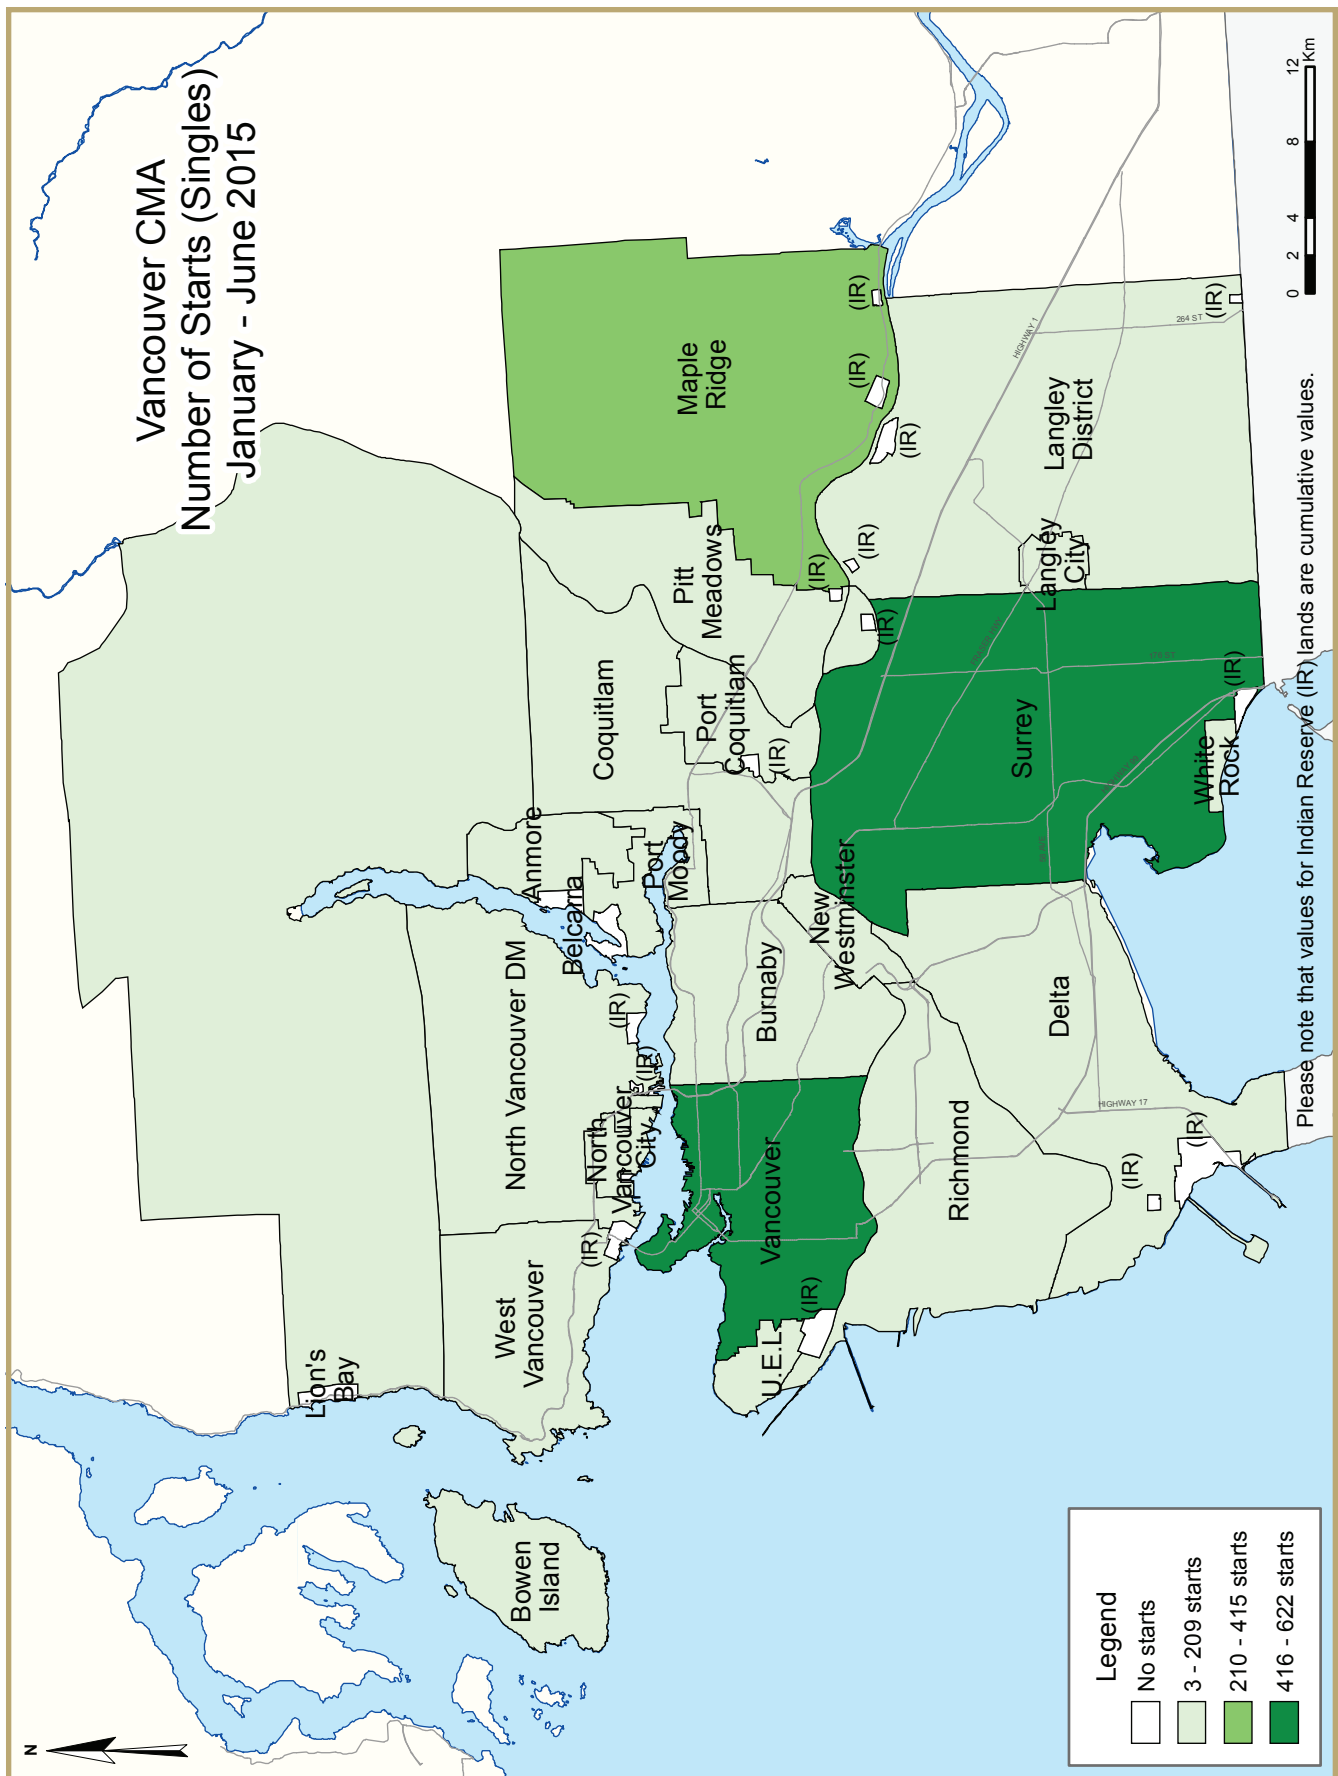 Vancouver CMA
Number of Starts (Singles)
January - June 2015
N
Lion's
Bay
Bowen
Island
West
Vancouver
North Vancouver DM
North
Vancouver
City
(IR)
(IR)
(IR)
Belcarra
Anmore
Port
Moody
Coquitlam
Port
Coquitlam
(IR)
Pitt
Meadows
Maple
Ridge
(IR)
(IR)
(IR)
(IR)
(IR)
(IR)
U.E.L.
(IR)
Vancouver
Burnaby
New
Westminster
Richmond
Delta
(IR)
(IR)
HIGHWAY 17
Surrey
White
Rock
(IR)
Langley
City
Langley
District
HIGHWAY 1
264 ST
(IR)
Legend
No starts
3 - 209 starts
210 - 415 starts
416 - 622 starts
0 2 4 8 12
Km
Please note that values for Indian Reserve (IR) lands are cumulative values.